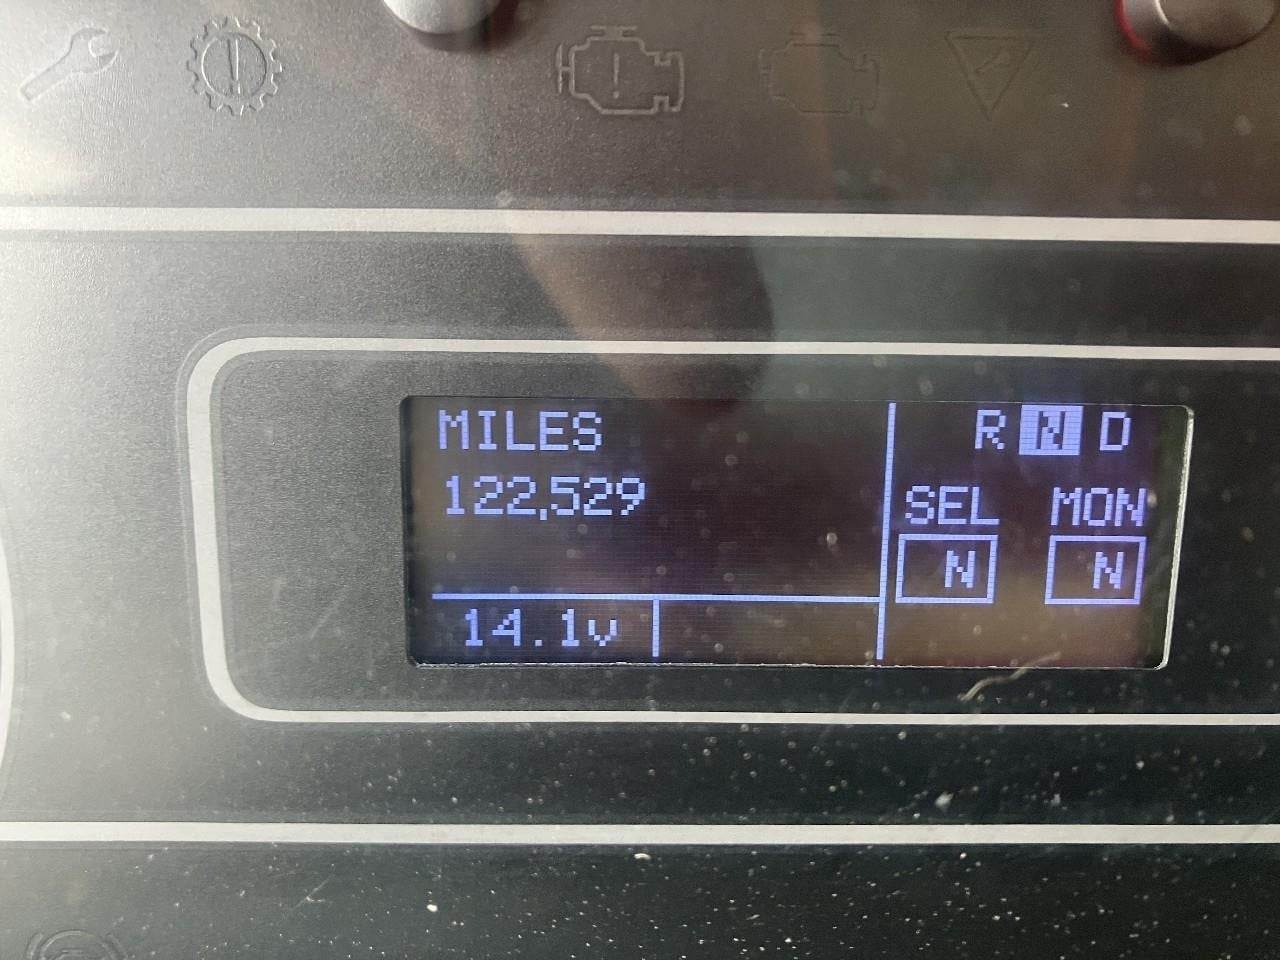 MILES
122,529
14.1v
R N D
SEL MON
N N